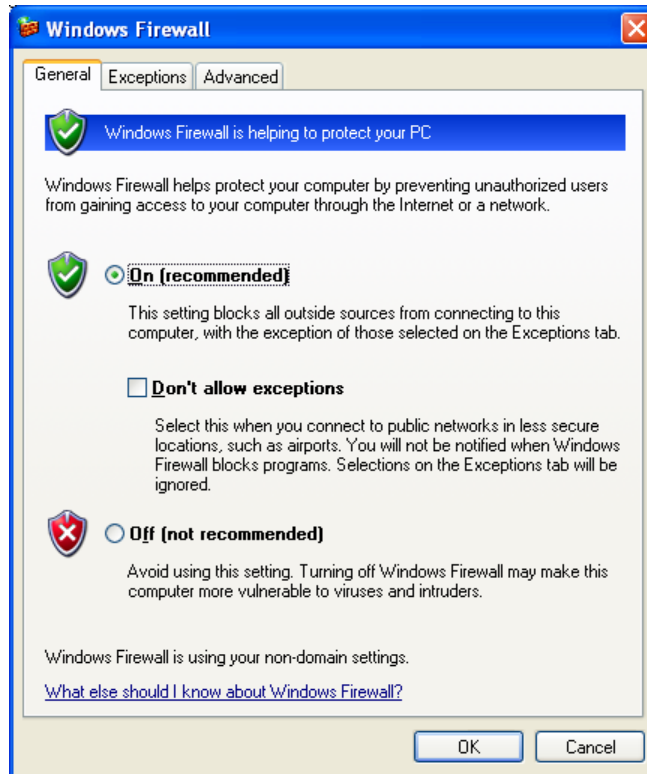 Windows Firewall
General Exceptions Advanced
Windows Firewall is helping to protect your PC
Windows Firewall helps protect your computer by preventing unauthorized users
from gaining access to your computer through the Internet or a network.
On (recommended)
This setting blocks all outside sources from connecting to this
computer, with the exception of those selected on the Exceptions tab.
Don't allow exceptions
Select this when you connect to public networks in less secure
locations, such as airports. You will not be notified when Windows
Firewall blocks programs. Selections on the Exceptions tab will be
ignored.
Off (not recommended)
Avoid using this setting. Turning off Windows Firewall may make this
computer more vulnerable to viruses and intruders.
Windows Firewall is using your non-domain settings.
What else should I know about Windows Firewall?
OK Cancel